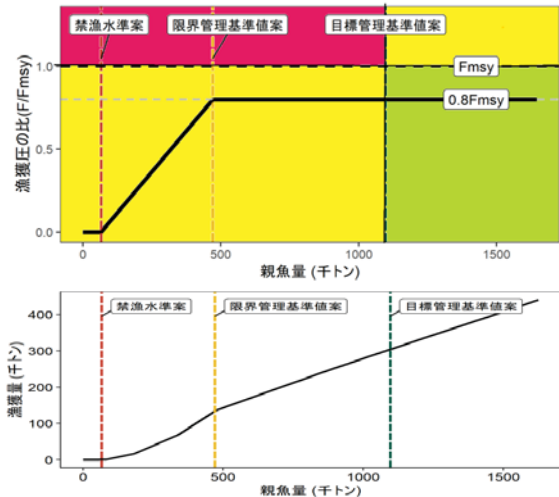 禁漁水準案 限界管理基準値案 目標管理基準値案
漁獲圧の比(F/Fmsy)
1.0
Fmsy
0.8Fmsy
0.5
0.0
0 500 1000 1500
親魚量 (千トン)
禁漁水準案 限界管理基準値案 目標管理基準値案
漁獲量 (千トン)
400
300
200
100
0
0 500 1000 1500
親魚量 (千トン)